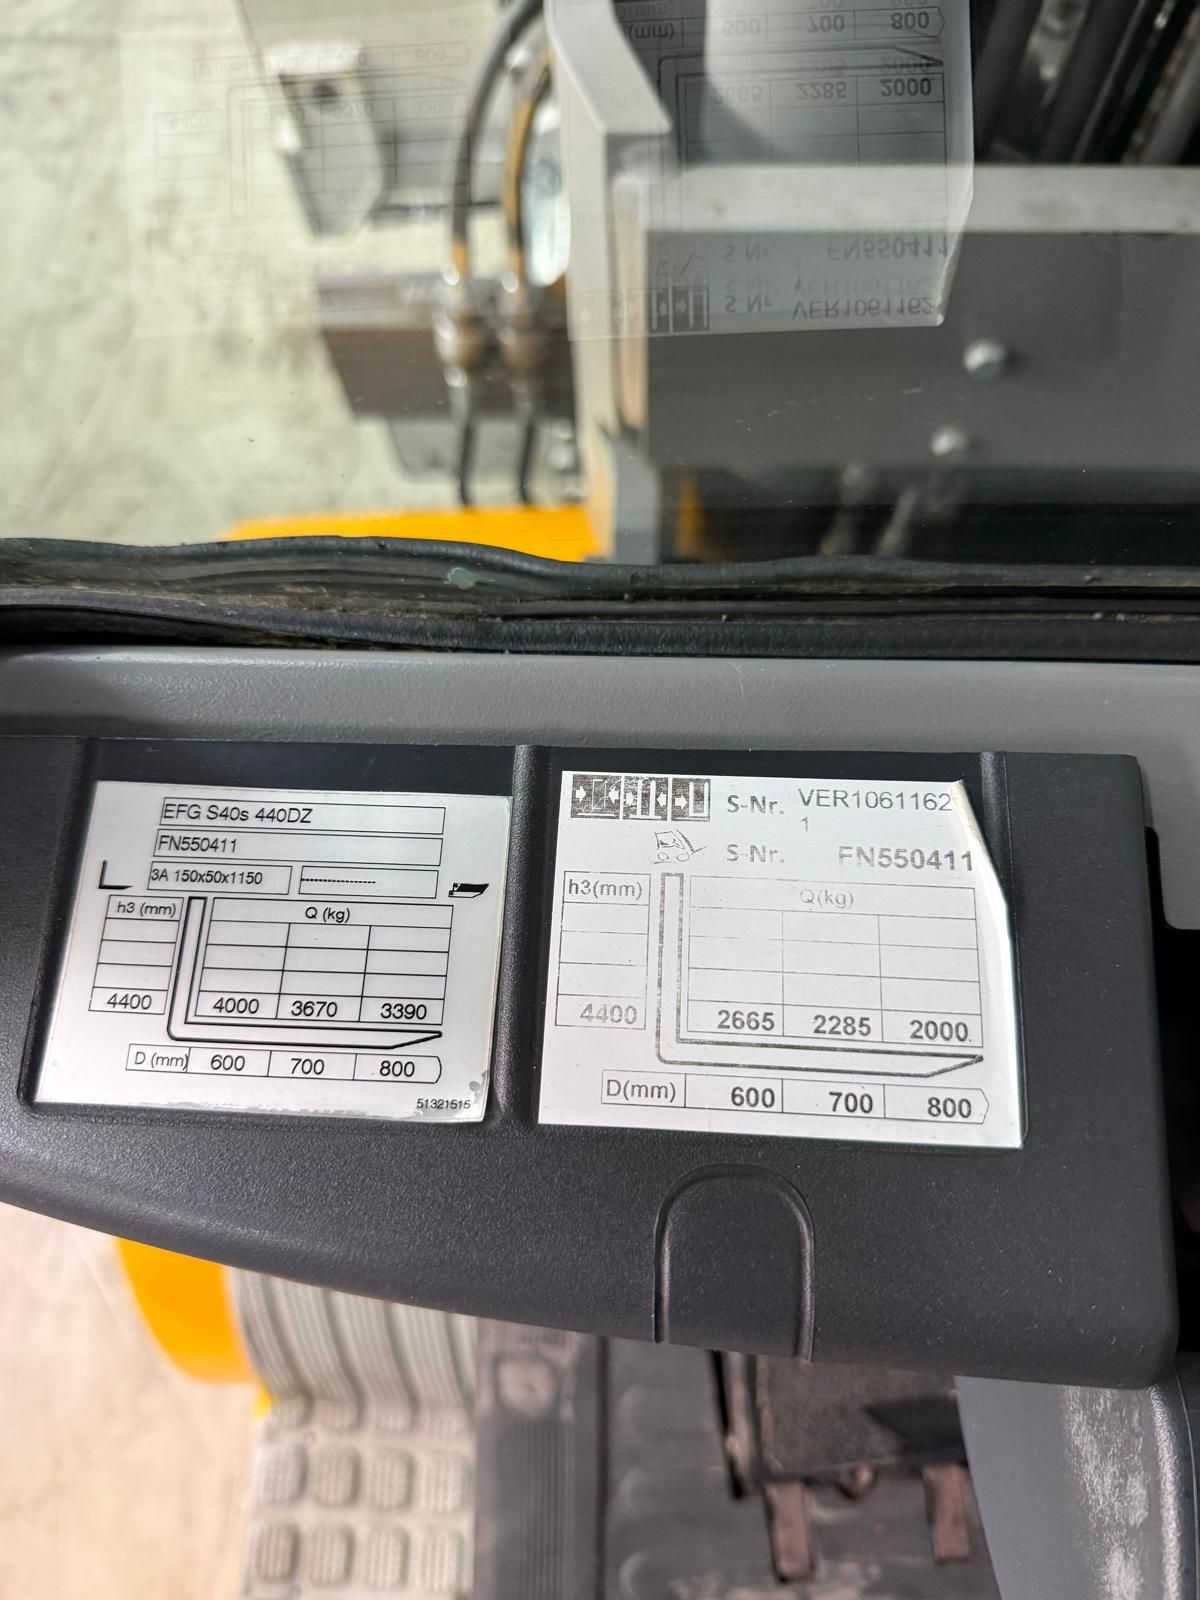 EFG S40s 440DZ
FN550411
3A 150x50x1150 ----------------
h3 (mm) Q (kg)
4400 4000 3670 3390
D (mm) 600 700 800
51321515
S-Nr. VER1061162
1
S-Nr. FN550411
h3(mm) Q(kg)
4400 2665 2285 2000
D(mm) 600 700 800